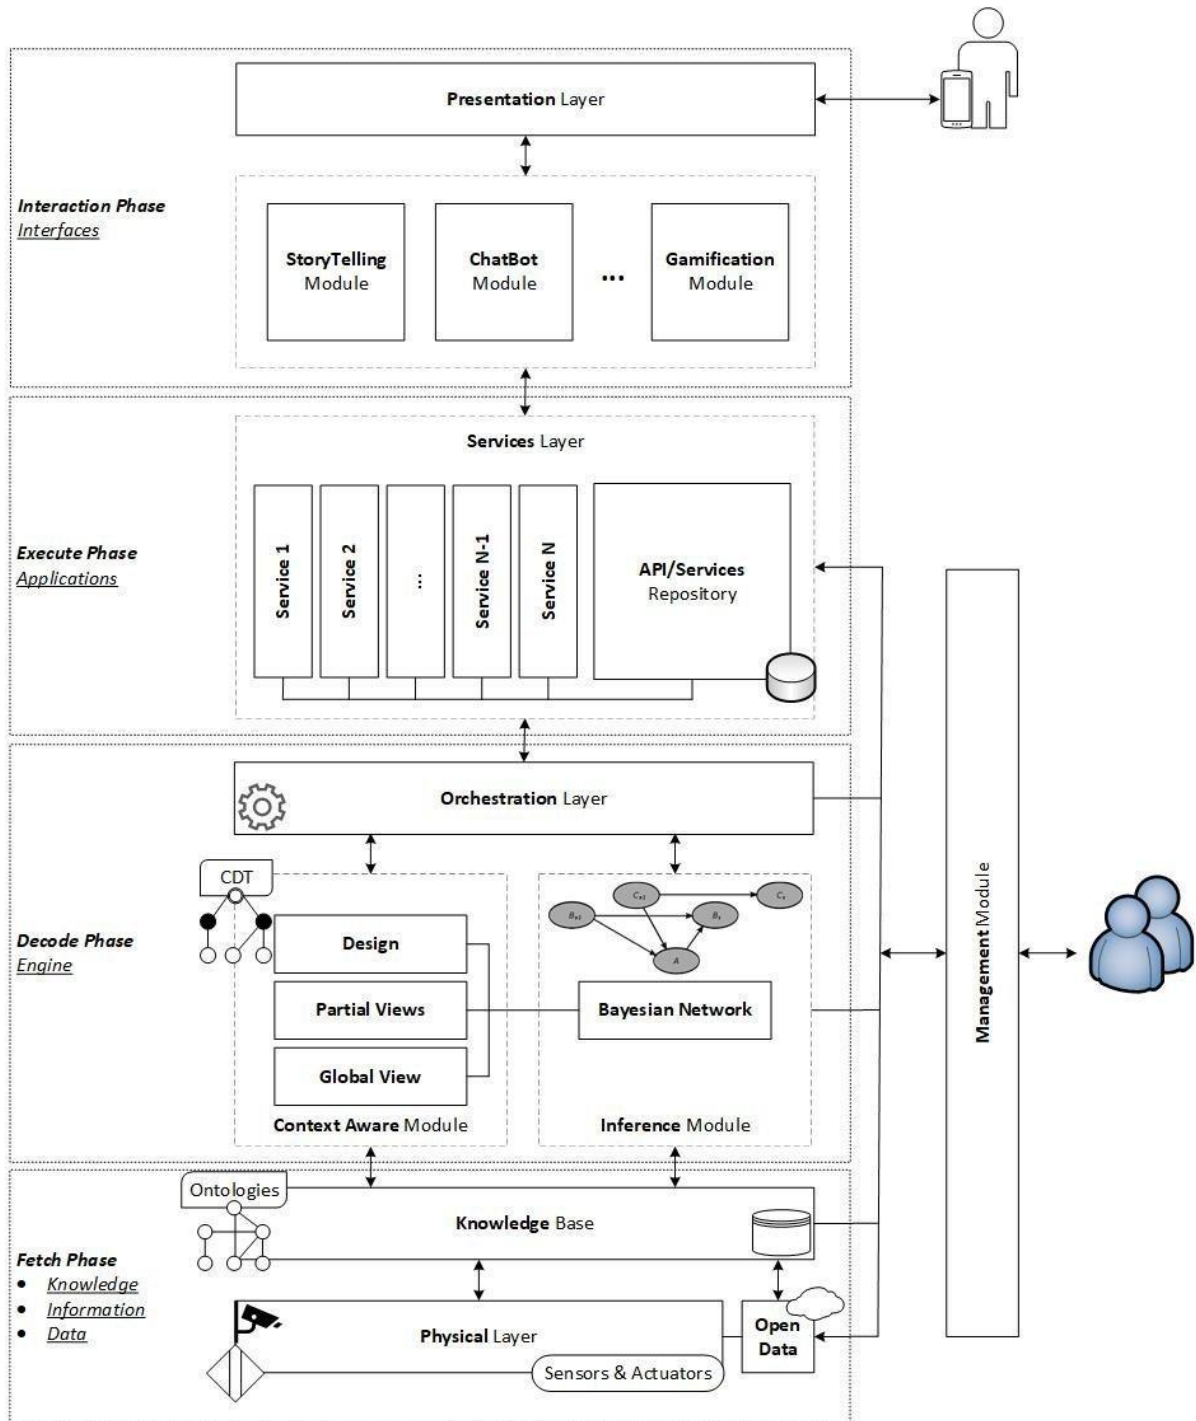 Presentation Layer
Interaction Phase
Interfaces
StoryTelling
Module
ChatBot
Module
...
Gamification
Module
Services Layer
Execute Phase
Applications
Service 1
Service 2
...
Service N-1
Service N
API/Services
Repository
Orchestration Layer
Decode Phase
Engine
CDT
Design
Partial Views
Global View
Context Aware Module
A
Bayesian Network
Inference Module
Management Module
Ontologies
Knowledge Base
Fetch Phase
• Knowledge
• Information
• Data
Physical Layer
Sensors & Actuators
Open
Data